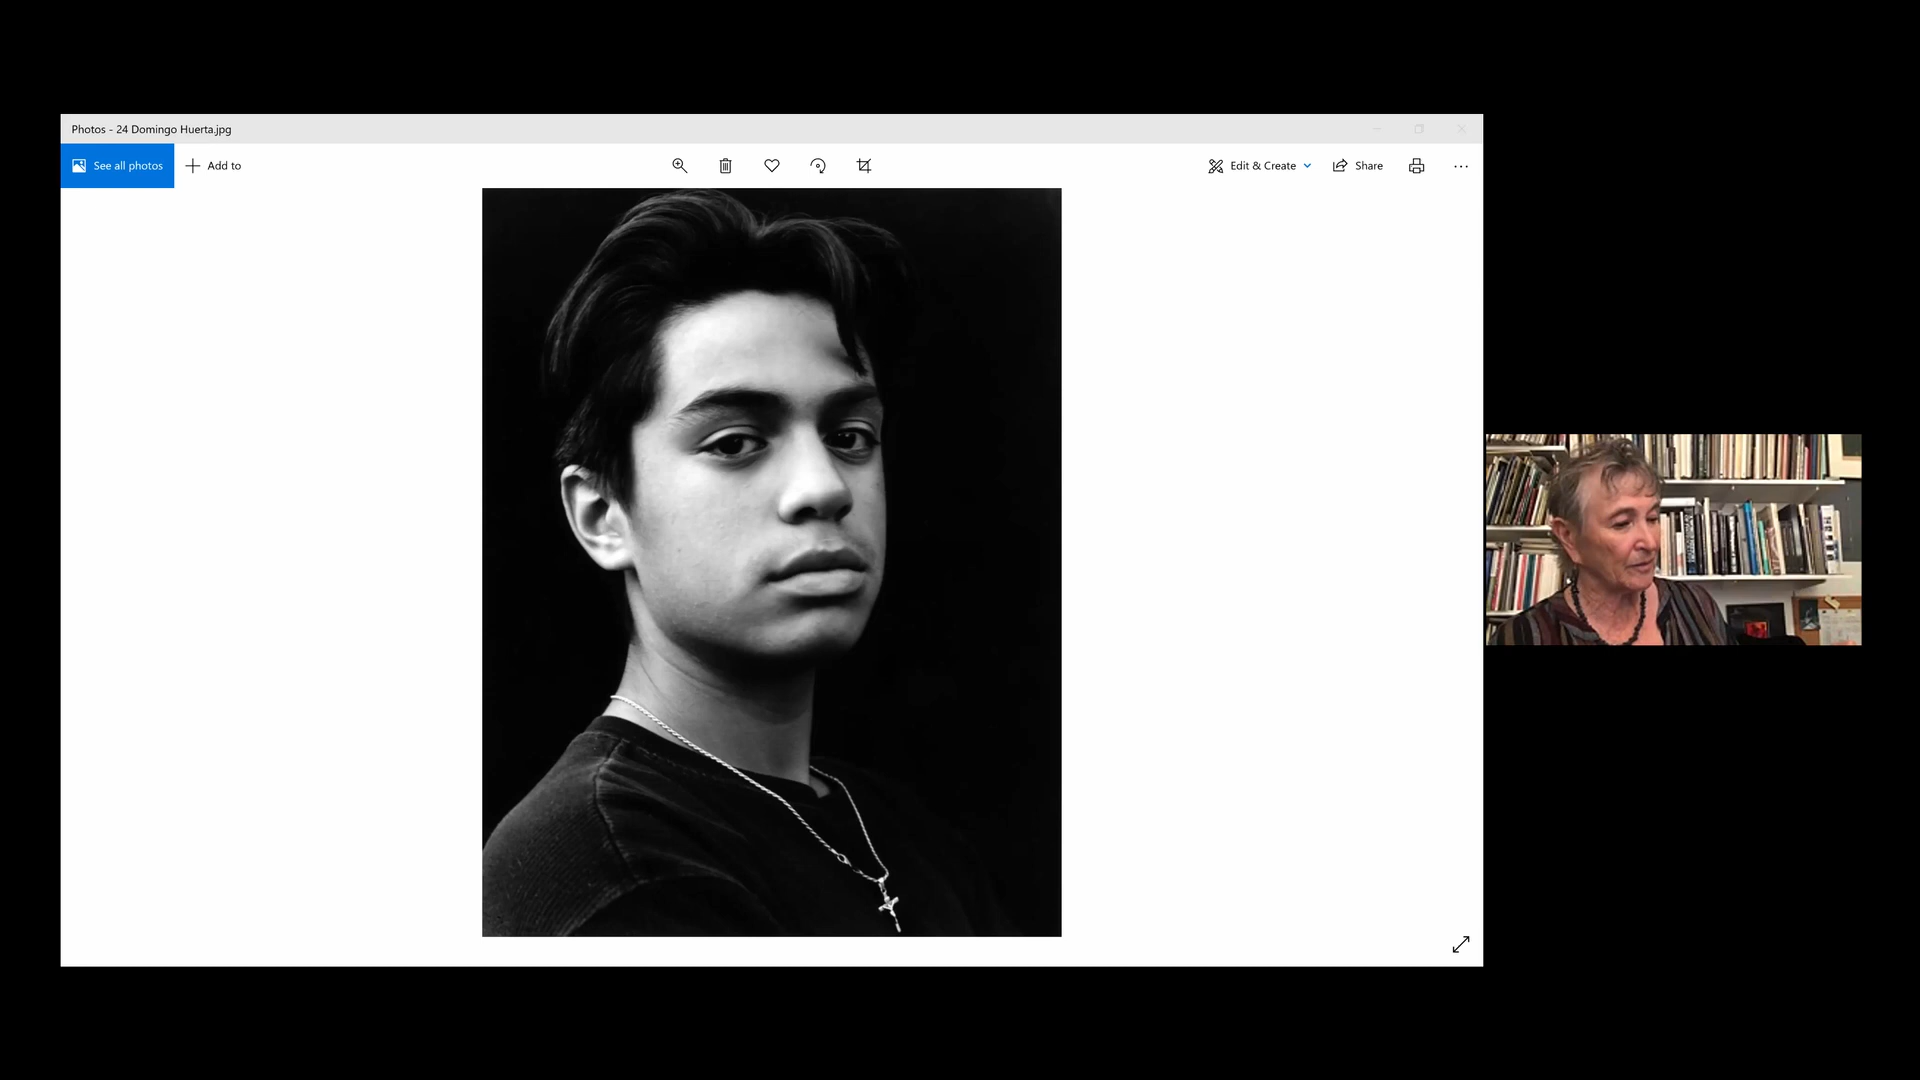 Photos - 24 Domingo Huerta.jpg
See all photos
Add to
Edit & Create
Share